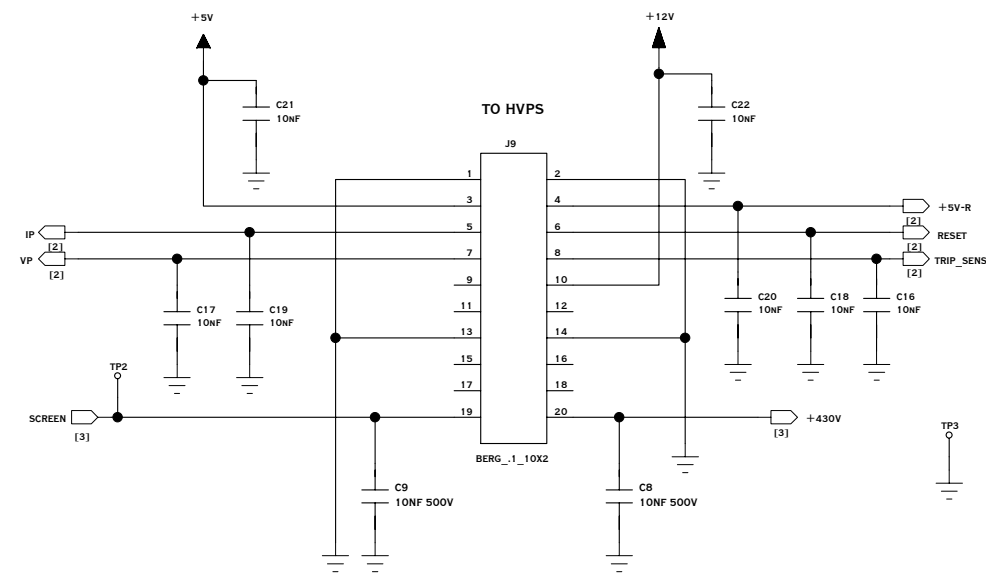 +5V
+12V
C21
10NF
C22
10NF
TO HVPS
J9
1
2
3
4
+5V-R
[2]
IP
[2]
5
6
RESET
[2]
VP
[2]
7
8
TRIP_SENS
[2]
9
10
C17
10NF
C19
10NF
11
12
C20
10NF
C18
10NF
C16
10NF
13
14
15
16
TP2
17
18
SCREEN
[3]
19
20
+430V
[3]
TP3
BERG_.1_10X2
C9
10NF 500V
C8
10NF 500V